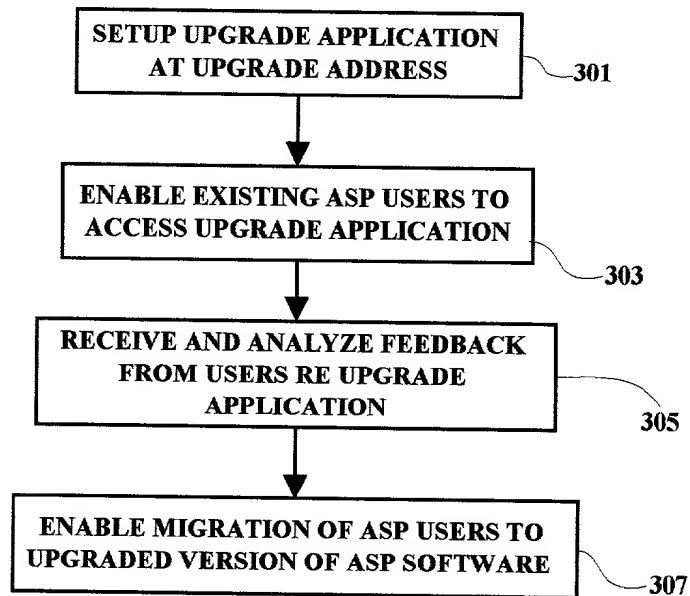 SETUP UPGRADE APPLICATION
AT UPGRADE ADDRESS
301
ENABLE EXISTING ASP USERS TO
ACCESS UPGRADE APPLICATION
303
RECEIVE AND ANALYZE FEEDBACK
FROM USERS RE UPGRADE
APPLICATION
305
ENABLE MIGRATION OF ASP USERS TO
UPGRADED VERSION OF ASP SOFTWARE
307